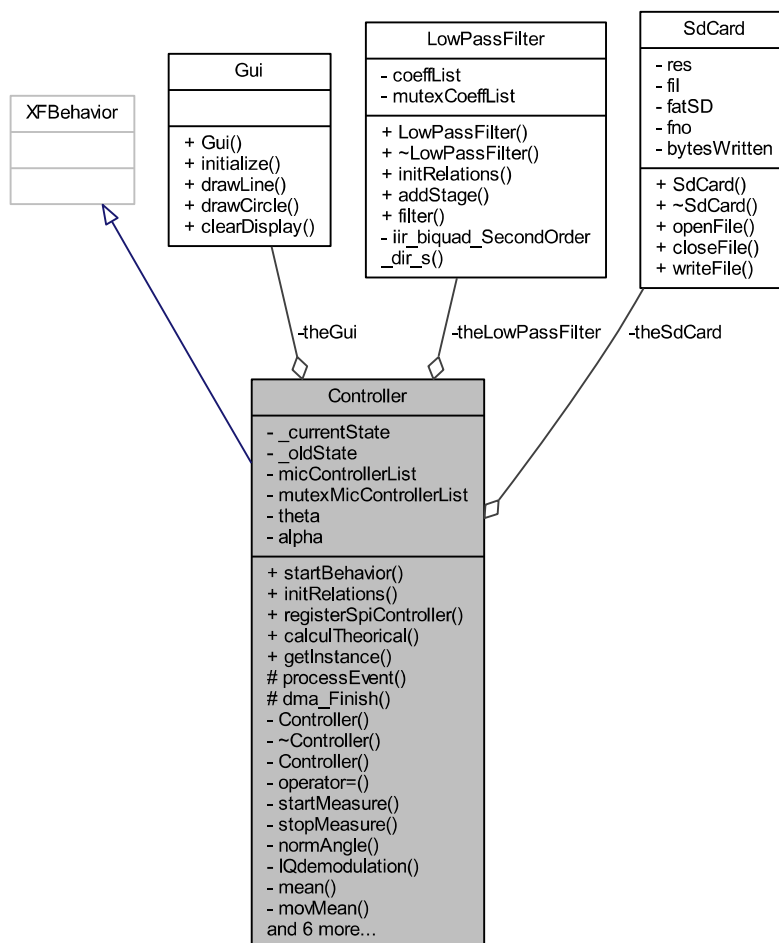 XFBehavior
Gui
+ Gui()
+ initialize()
+ drawLine()
+ drawCircle()
+ clearDisplay()
LowPassFilter
- coeffList
- mutexCoeffList
+ LowPassFilter()
+ ~LowPassFilter()
+ initRelations()
+ addStage()
+ filter()
- iir_biquad_SecondOrder
_dir_s()
SdCard
- res
- fil
- fatSD
- fno
- bytesWritten
+ SdCard()
+ ~SdCard()
+ openFile()
+ closeFile()
+ writeFile()
-theGui
-theLowPassFilter
-theSdCard
Controller
- _currentState
- _oldState
- micControllerList
- mutexMicControllerList
- theta
- alpha
+ startBehavior()
+ initRelations()
+ registerSpiController()
+ calculTheorical()
+ getInstance()
# processEvent()
# dma_Finish()
- Controller()
- ~Controller()
- Controller()
- operator=()
- startMeasure()
- stopMeasure()
- normAngle()
- IQdemodulation()
- mean()
- movMean()
and 6 more...